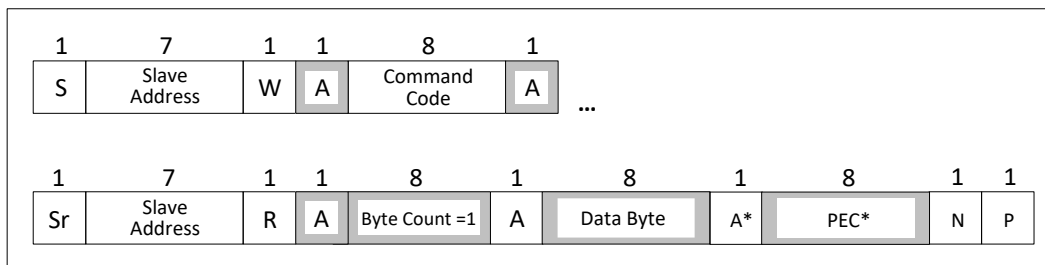 1 7 1 1 8 1
S Slave Address W A Command Code A ...
1 7 1 1 8 1 8 1 8 1 1
Sr Slave Address R A Byte Count =1 A Data Byte A* PEC* N P